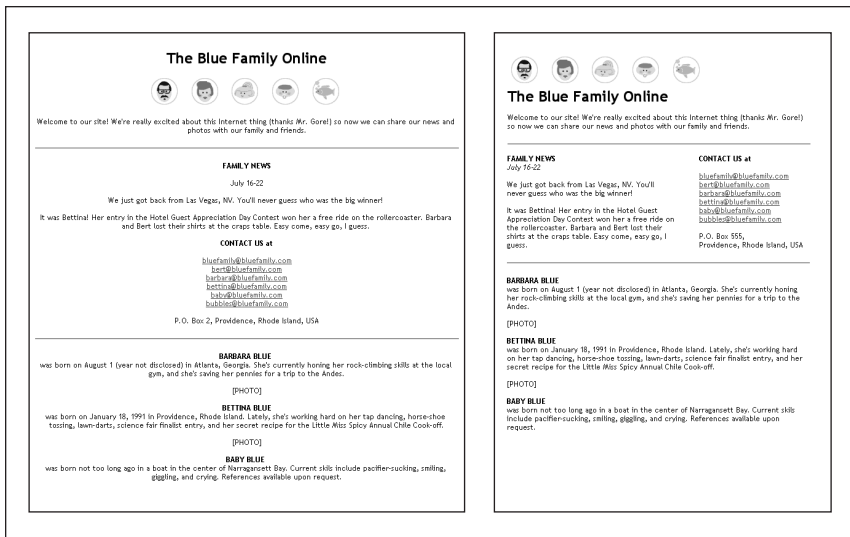 The Blue Family Online
Welcome to our site! We're really excited about this Internet thing (thanks Mr. Gore!) so now we can share our news and
photos with our family and friends.
FAMILY NEWS
July 16-22
We just got back from Las Vegas, NV. You'll never guess who was the big winner!
It was Bettina! Her entry in the Hotel Guest Appreciation Day Contest won her a free ride on the rollercoaster. Barbara
and Bert lost their shirts at the craps table. Easy come, easy go, I guess.
CONTACT US at
bluefamily@bluefamily.com
bert@bluefamily.com
barbara@bluefamily.com
bettina@bluefamily.com
baby@bluefamily.com
bubbles@bluefamily.com
P.O. Box 2, Providence, Rhode Island, USA
BARBARA BLUE
was born on August 1 (year not disclosed) in Atlanta, Georgia. She's currently honing her rock-climbing skills at the local
gym, and she's saving her pennies for a trip to the Andes.
[PHOTO]
BETTINA BLUE
was born on January 18, 1991 in Providence, Rhode Island. Lately, she's working hard on her tap dancing, horse-shoe
tossing, lawn-darts, science fair finalist entry, and her secret recipe for the Little Miss Spicy Annual Chile Cook-off.
[PHOTO]
BABY BLUE
was born not too long ago in a boat in the center of Narragansett Bay. Current skils include pacifier-sucking, smiling,
giggling, and crying. References available upon request.
The Blue Family Online
Welcome to our site! We're really excited about this Internet thing (thanks Mr. Gore!)
so now we can share our news and photos with our family and friends.
FAMILY NEWS
July 16-22
We just got back from Las Vegas, NV. You'll
never guess who was the big winner!
It was Bettina! Her entry in the Hotel Guest
Appreciation Day Contest won her a free ride on
the rollercoaster. Barbara and Bert lost their
shirts at the craps table. Easy come, easy go, I
guess.
CONTACT US at
bluefamily@bluefamily.com
bert@bluefamily.com
barbara@bluefamily.com
bettina@bluefamily.com
baby@bluefamily.com
bubbles@bluefamily.com
P.O. Box 555,
Providence, Rhode Island, USA
BARBARA BLUE
was born on August 1 (year not disclosed) in Atlanta, Georgia. She's currently honing
her rock-climbing skills at the local gym, and she's saving her pennies for a trip to the
Andes.
[PHOTO]
BETTINA BLUE
was born on January 18, 1991 in Providence, Rhode Island. Lately, she's working hard
on her tap dancing, horse-shoe tossing, lawn-darts, science fair finalist entry, and her
secret recipe for the Little Miss Spicy Annual Chile Cook-off.
[PHOTO]
BABY BLUE
was born not too long ago in a boat in the center of Narragansett Bay. Current skils
include pacifier-sucking, smiling, giggling, and crying. References available upon
request.